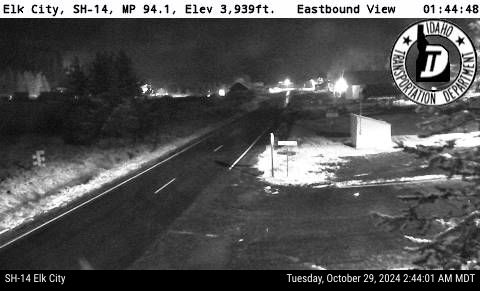 Elk City, SH-14, MP 94.1, Elev 3,939ft. Eastbound View 01:44:48
IDAHO
TRANSPORTATION DEPARTMENT
SH-14 Elk City Tuesday, October 29, 2024 2:44:01 AM MDT